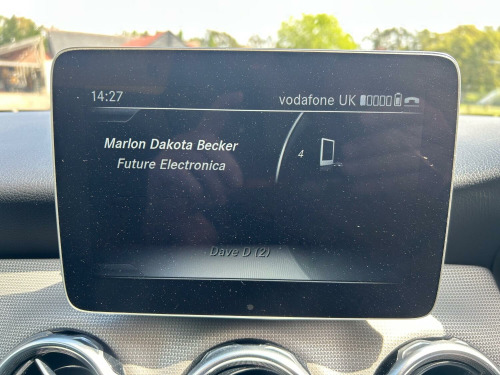 14:27 vodafone UK
Marlon Dakota Becker
Future Electronica
4
Dave D (2)